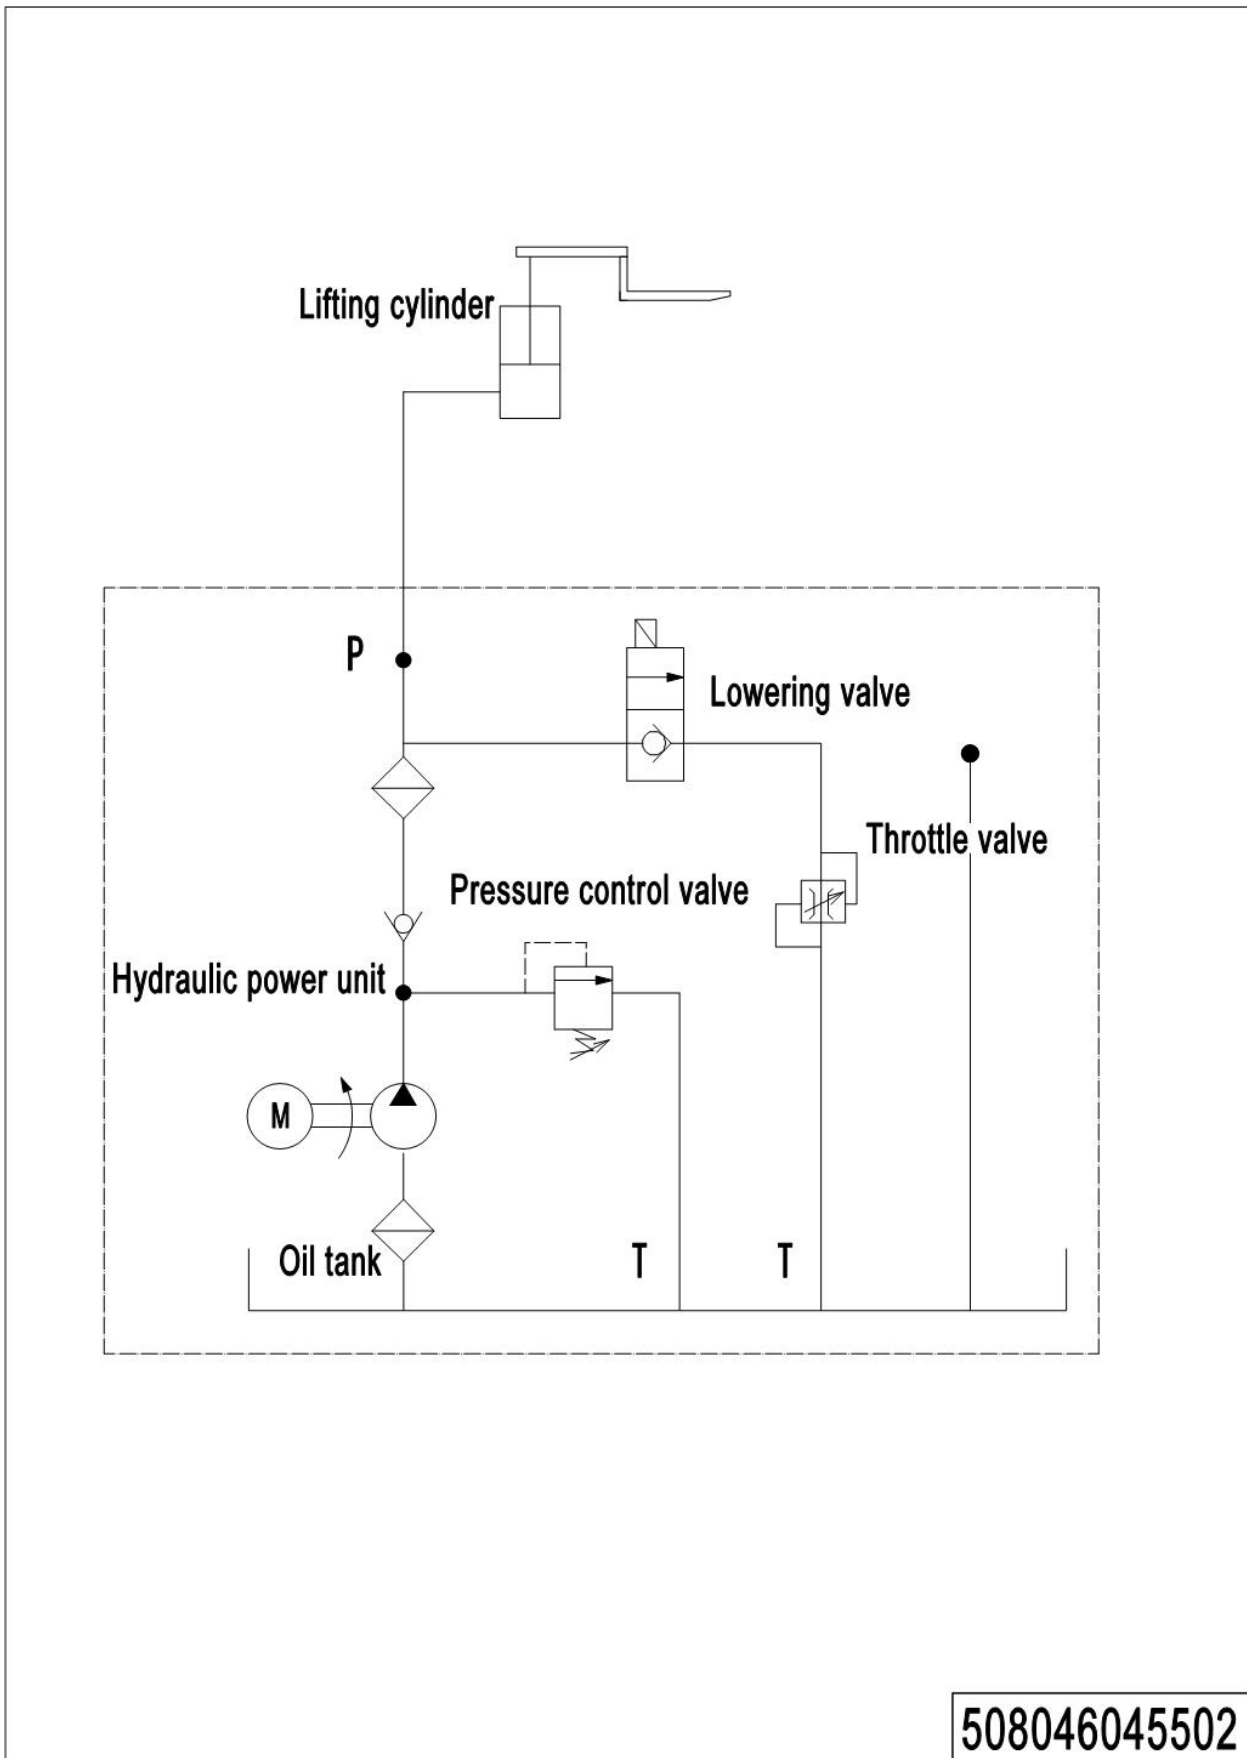 Lifting cylinder
P
Lowering valve
Throttle valve
Pressure control valve
Hydraulic power unit
M
Oil tank
T
T
508046045502